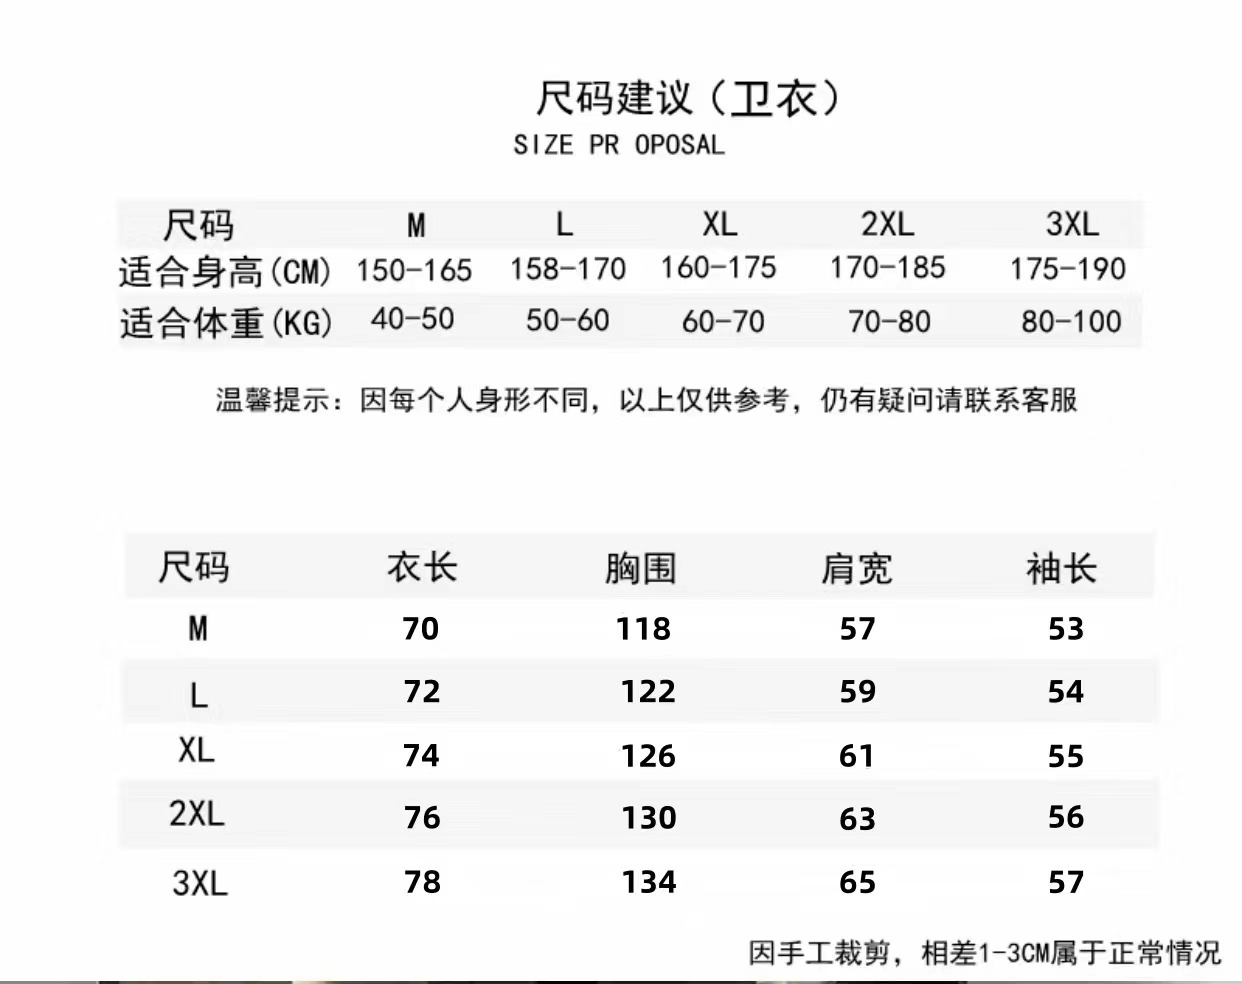 尺码建议（卫衣）
SIZE PR OPOSAL
尺码 M L XL 2XL 3XL
适合身高(CM) 150-165 158-170 160-175 170-185 175-190
适合体重(KG) 40-50 50-60 60-70 70-80 80-100
温馨提示：因每个人身形不同，以上仅供参考，仍有疑问请联系客服
尺码 衣长 胸围 肩宽 袖长
M 70 118 57 53
L 72 122 59 54
XL 74 126 61 55
2XL 76 130 63 56
3XL 78 134 65 57
因手工裁剪，相差1-3CM属于正常情况